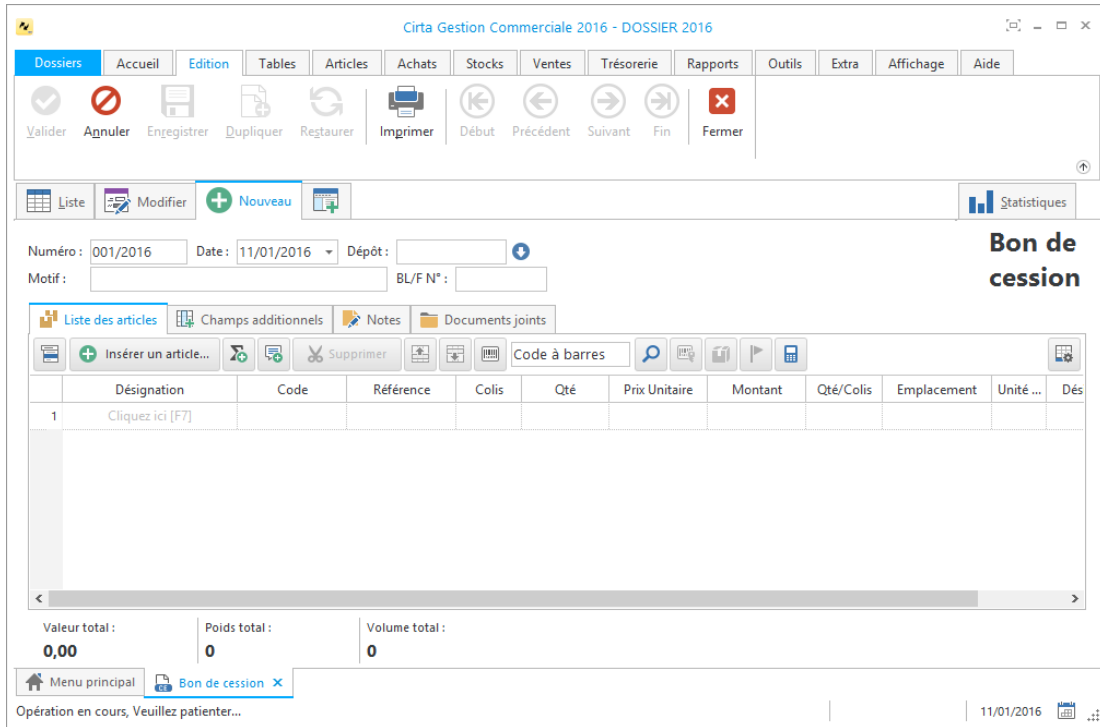 Cirta Gestion Commerciale 2016 - DOSSIER 2016
Dossiers Accueil Edition Tables Articles Achats Stocks Ventes Trésorerie Rapports Outils Extra Affichage Aide
Valider Annuler Enregistrer Dupliquer Restaurer Imprimer Début Précédent Suivant Fin Fermer
Liste Modifier Nouveau Statistiques
Numéro : 001/2016 Date : 11/01/2016 Dépôt :
Bon de
cession
Motif : BL/F N° :
Liste des articles Champs additionnels Notes Documents joints
Insérer un article... Supprimer Code à barres
Désignation Code Référence Colis Qté Prix Unitaire Montant Qté/Colis Emplacement Unité ... Dés
1 Cliquez ici [F7]
Valeur total : Poids total : Volume total :
0,00 0 0
Menu principal CE Bon de cession
Opération en cours, Veuillez patienter... 11/01/2016